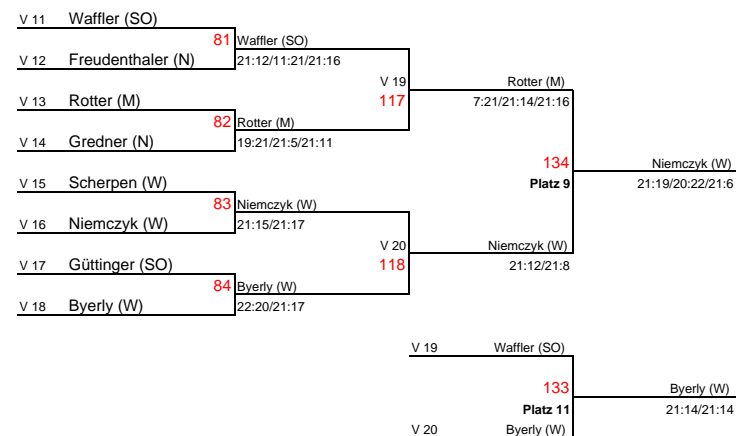 V 11 Waffler (SO)
81 Waffler (SO)
V 12 Freudenthaler (N) 21:12/11:21/21:16
V 19 Rotter (M)
V 13 Rotter (M) 117 7:21/21:14/21:16
82 Rotter (M)
V 14 Gredner (N) 19:21/21:5/21:11
134 Niemczyk (W)
V 15 Scherpen (W) Platz 9 21:19/20:22/21:6
83 Niemczyk (W)
V 16 Niemczyk (W) 21:15/21:17
V 20 Niemczyk (W)
V 17 Güttinger (SO) 118 21:12/21:8
84 Byerly (W)
V 18 Byerly (W) 22:20/21:17
V 19 Waffler (SO)
133 Byerly (W)
Platz 11 21:14/21:14
V 20 Byerly (W)